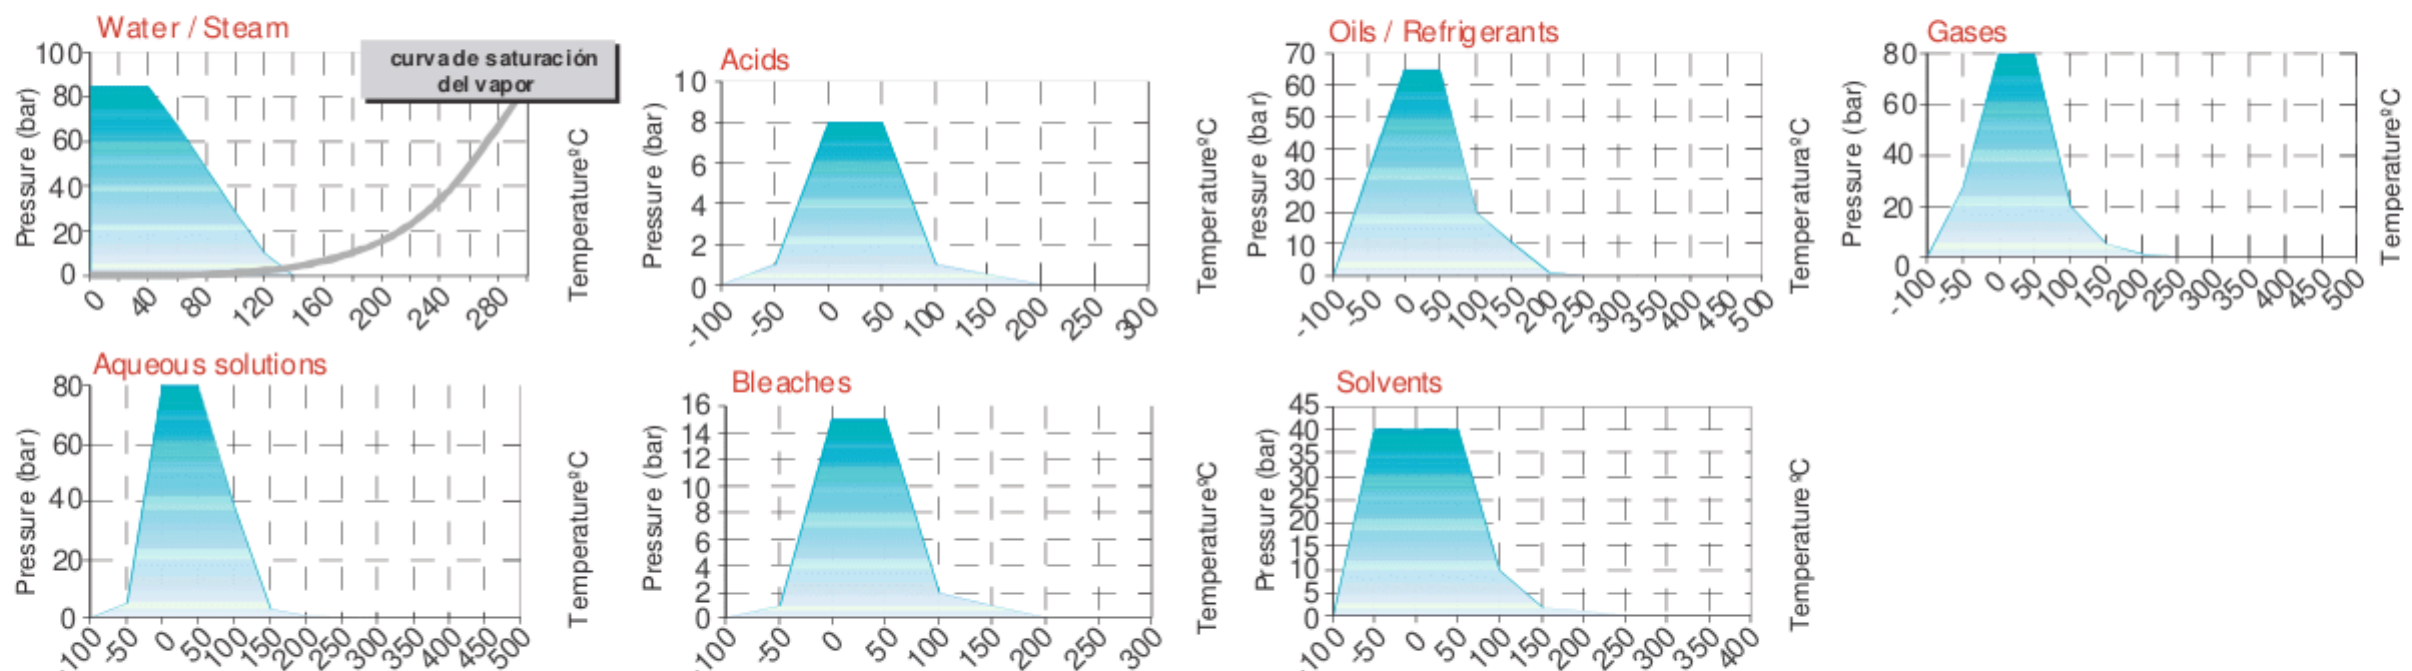 Water / Steam
curva de saturación
del vapor
Pressure (bar)
100
80
60
40
20
0
0 40 80 120 160 200 240 280
TemperatureºC
Acids
Pressure (bar)
10
8
6
4
2
0
-100 -50 0 50 100 150 200 250 300
TemperatureºC
Oils / Refrigerants
Pressure (bar)
70
60
50
40
30
20
10
0
-100 -50 0 50 100 150 200 250 300 350 400 450 500
TemperaturaºC
Gases
Pressure (bar)
80
60
40
20
0
-100 -50 0 50 100 150 200 250 300 350 400 450 500
TemperatureºC
Aqueous solutions
Pressure (bar)
80
60
40
20
0
-100 -50 0 50 100 150 200 250 300 350 400 450 500
TemperatureºC
Bleaches
Pressure (bar)
16
14
12
10
8
6
4
2
0
-100 -50 0 50 100 150 200 250 300
TemperatureºC
Solvents
Pressure (bar)
45
40
35
30
25
20
15
10
5
0
-100 -50 0 50 100 150 200 250 300 350 400
TemperatureºC